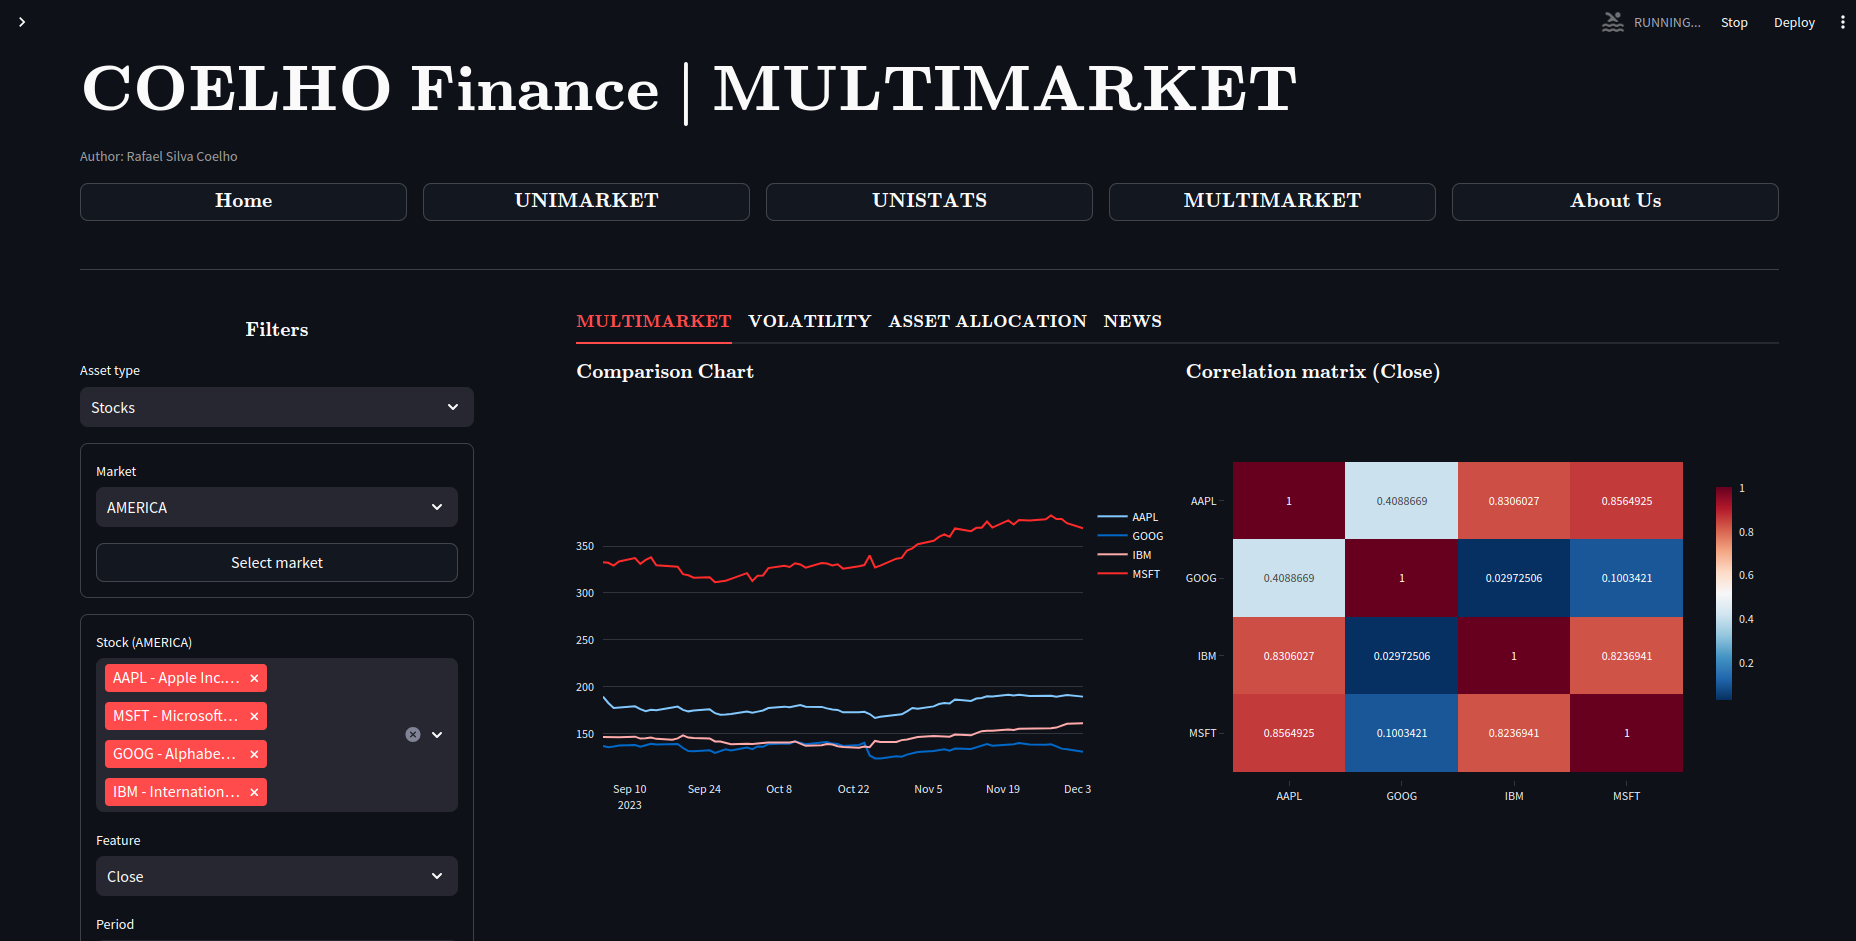 RUNNING...
Stop
Deploy
COELHO Finance | MULTIMARKET
Author: Rafael Silva Coelho
Home
UNIMARKET
UNISTATS
MULTIMARKET
About Us
Filters
Asset type
Stocks
Market
AMERICA
Select market
Stock (AMERICA)
AAPL - Apple Inc....
MSFT - Microsoft...
GOOG - Alphabe...
IBM - Internation...
Feature
Close
Period
MULTIMARKET
VOLATILITY
ASSET ALLOCATION
NEWS
Comparison Chart
350
300
250
200
150
Sep 10
2023
Sep 24
Oct 8
Oct 22
Nov 5
Nov 19
Dec 3
AAPL
GOOG
IBM
MSFT
Correlation matrix (Close)
AAPL
1
0.4088669
0.8306027
0.8564925
GOOG
0.4088669
1
0.02972506
0.1003421
IBM
0.8306027
0.02972506
1
0.8236941
MSFT
0.8564925
0.1003421
0.8236941
1
AAPL
GOOG
IBM
MSFT
1
0.8
0.6
0.4
0.2